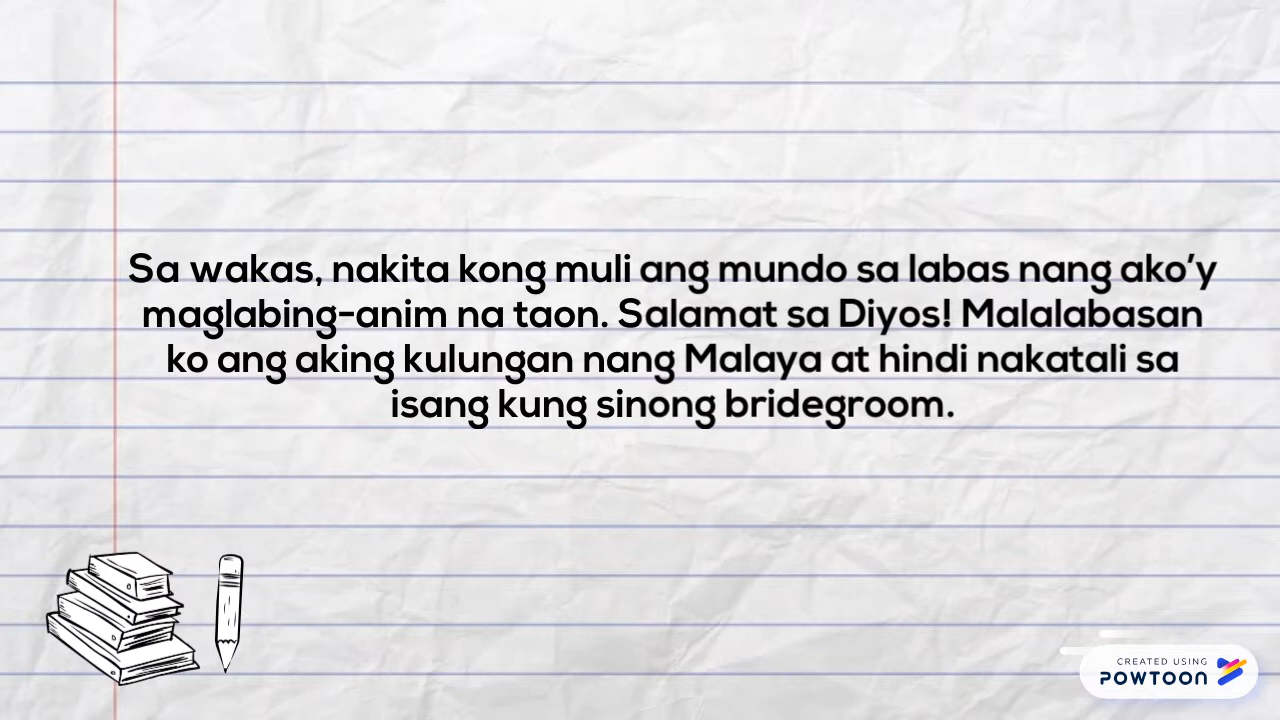 Sa wakas, nakita kong muli ang mundo sa labas nang ako’y
maglabing-anim na taon. Salamat sa Diyos! Malalabasan
ko ang aking kulungan nang Malaya at hindi nakatali sa
isang kung sinong bridegroom.
CREATED USING
POWTOON